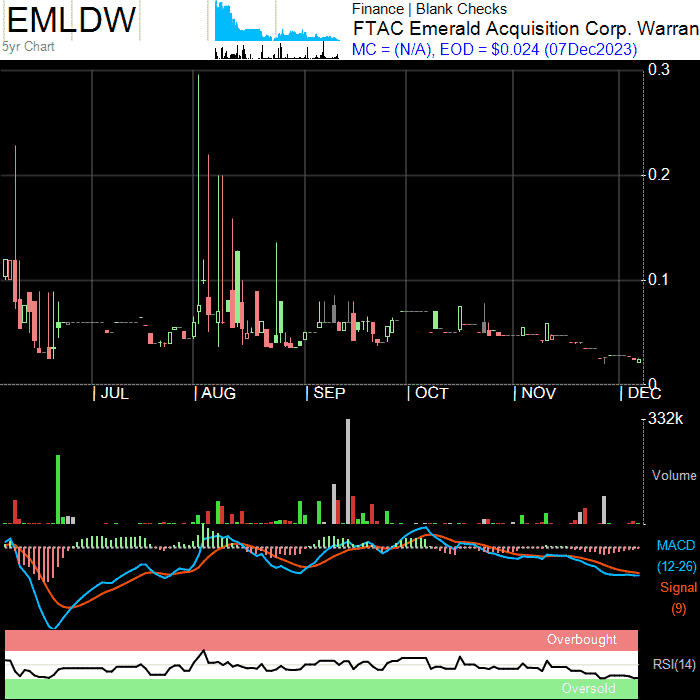 EMLDW
5yr Chart
Finance | Blank Checks
FTAC Emerald Acquisition Corp. Warran
MC = (N/A), EOD = $0.024 (07Dec2023)
0.3
0.2
0.1
0
JUL
AUG
SEP
OCT
NOV
DEC
332k
Volume
MACD
(12-26)
Signal
(9)
Overbought
RSI(14)
Oversold